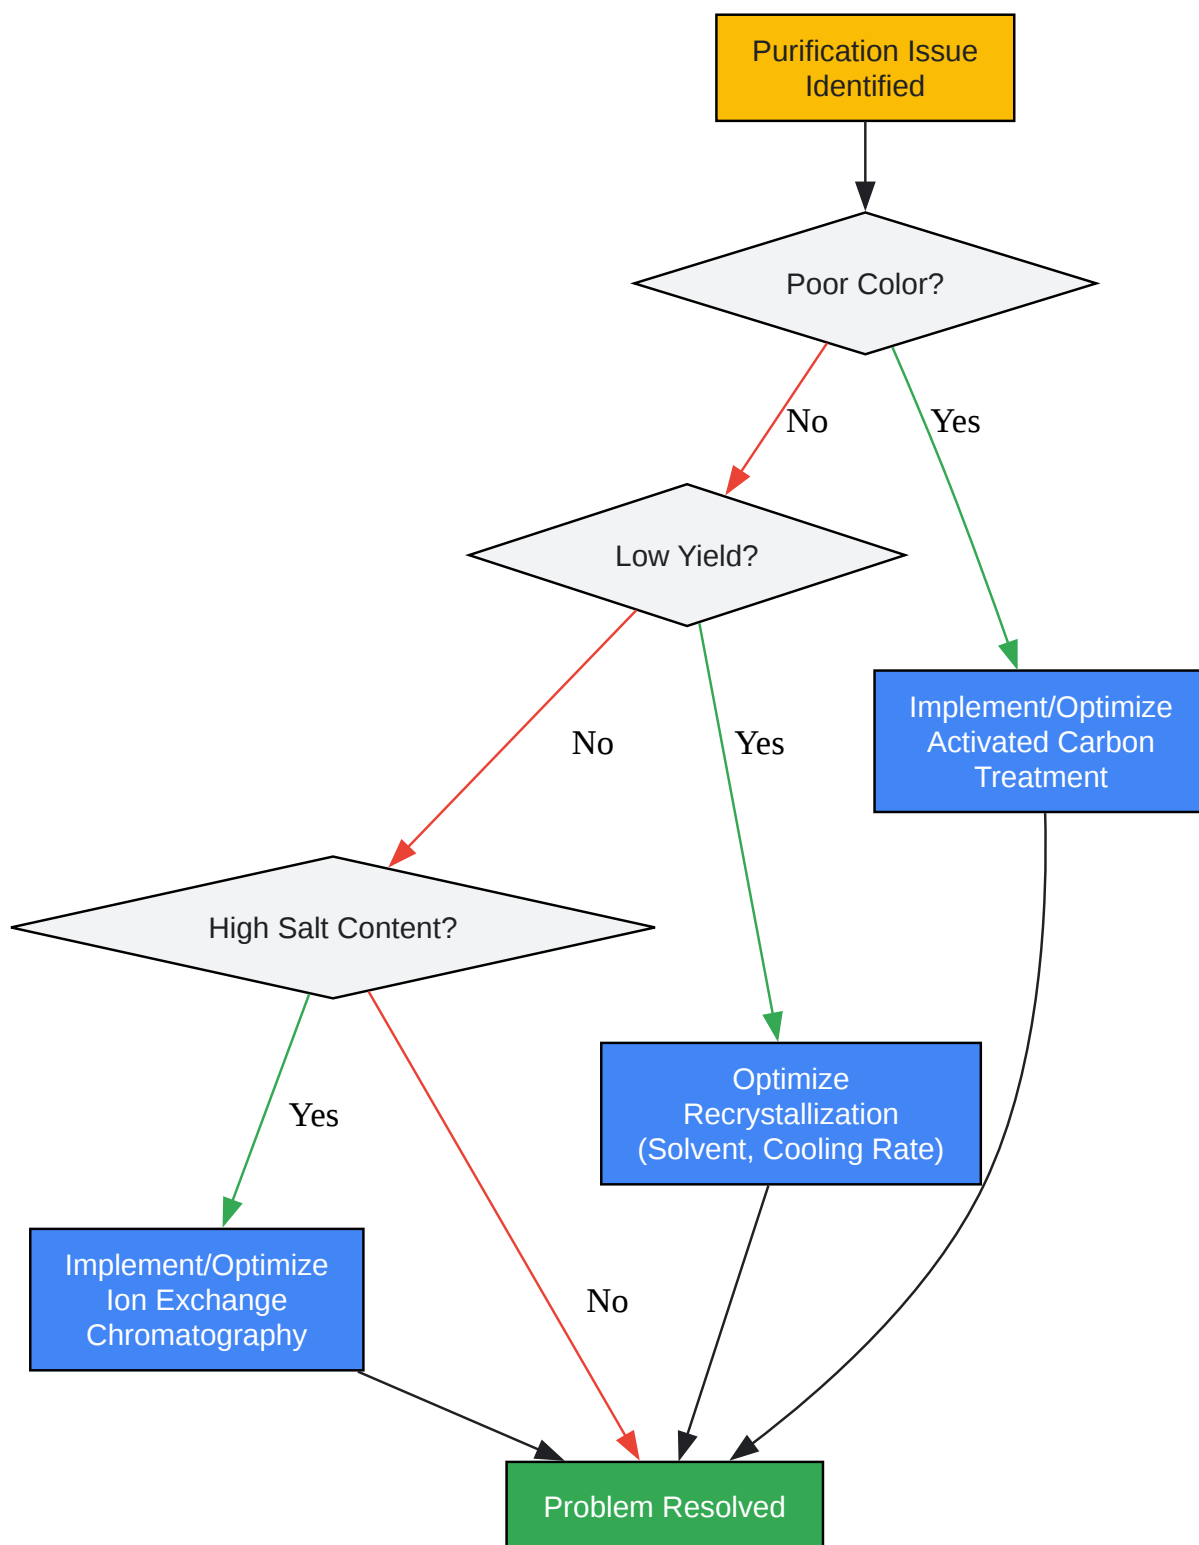 Purification Issue
Identified
Poor Color?
No
Yes
Low Yield?
Implement/Optimize
Activated Carbon
Treatment
No
Yes
High Salt Content?
Optimize
Recrystallization
(Solvent, Cooling Rate)
Yes
Implement/Optimize
Ion Exchange
Chromatography
No
Problem Resolved